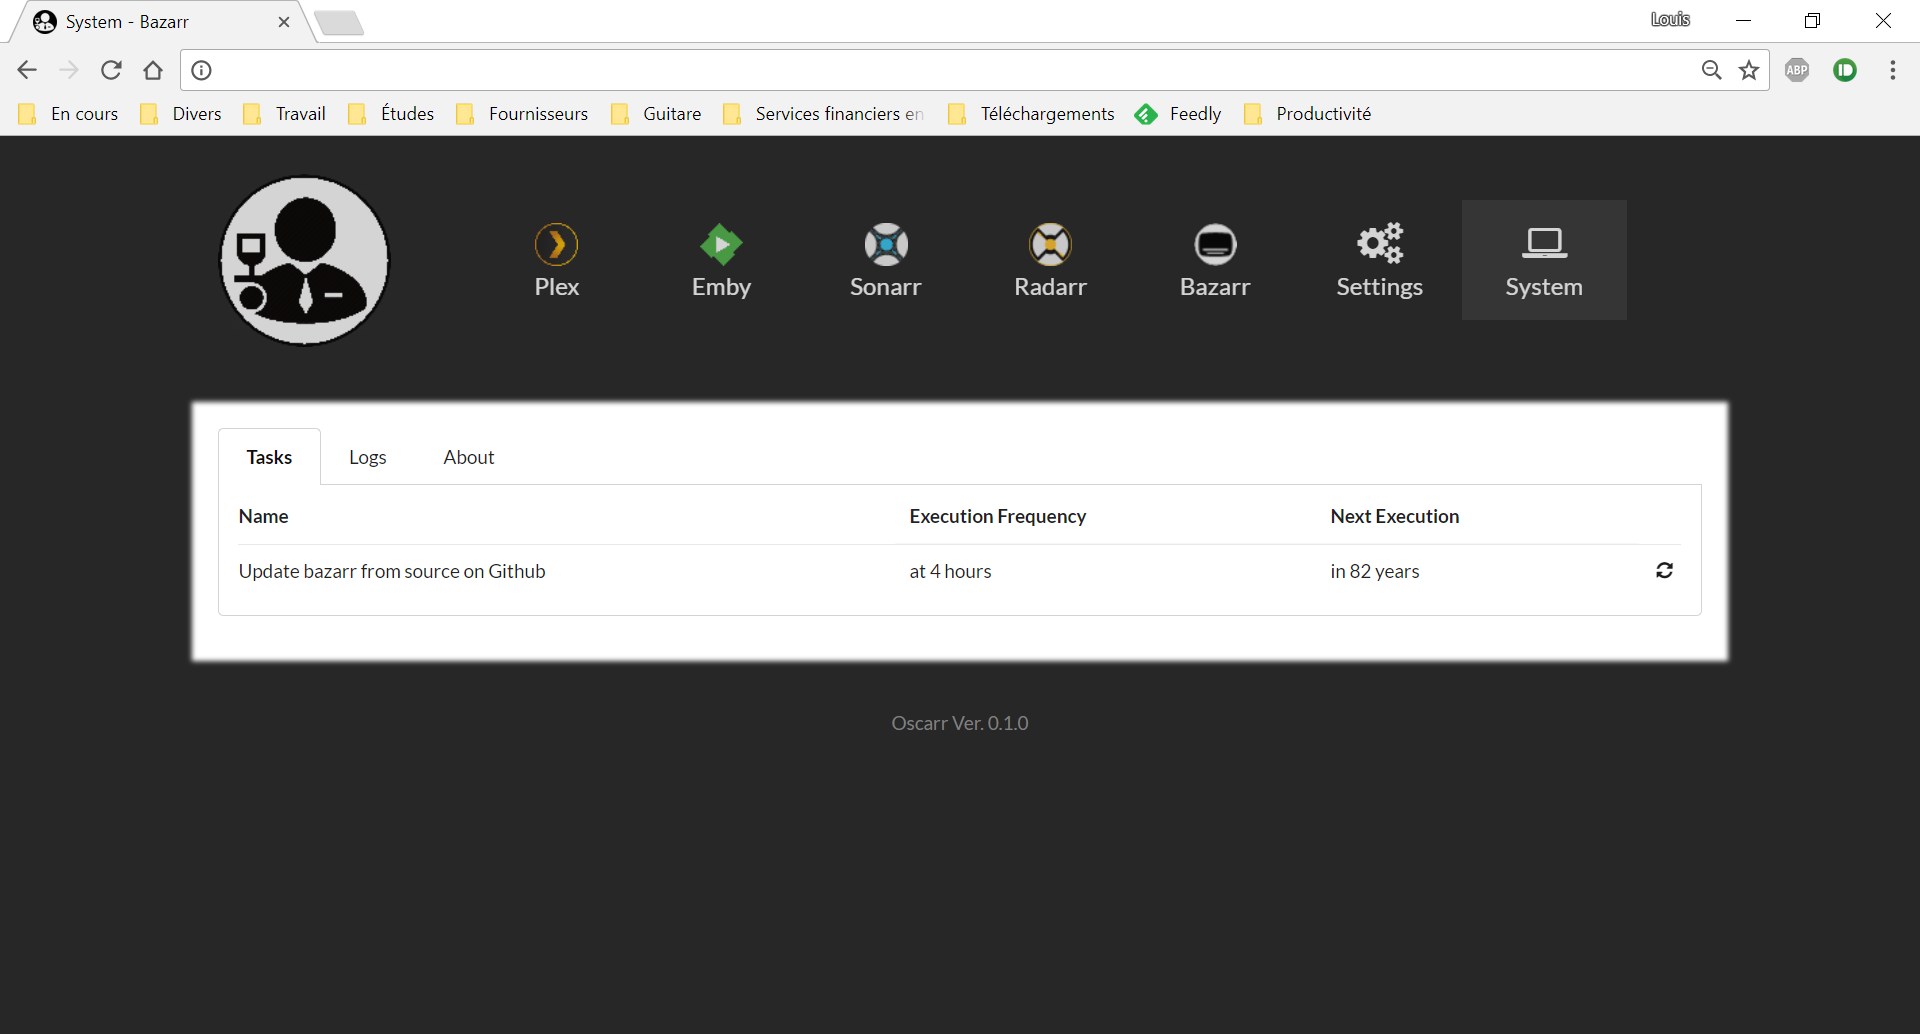 System - Bazarr
Louis
ABP
En cours Divers Travail Études Fournisseurs Guitare Services financiers en Téléchargements Feedly Productivité
Plex Emby Sonarr Radarr Bazarr Settings System
Tasks Logs About
Name Execution Frequency Next Execution
Update bazarr from source on Github at 4 hours in 82 years
Oscarr Ver. 0.1.0